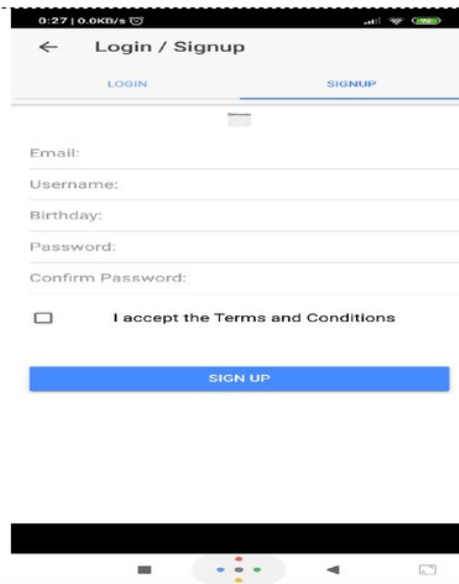 0:27 | 0.0KB/s
Login / Signup
LOGIN SIGNUP
Email:
Username:
Birthday:
Password:
Confirm Password:
I accept the Terms and Conditions
SIGN UP